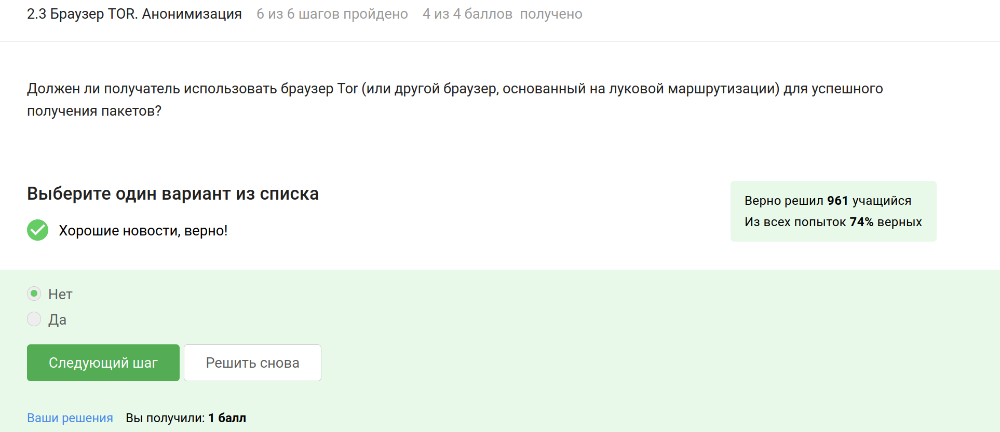 2.3 Браузер TOR. Анонимизация 6 из 6 шагов пройдено 4 из 4 баллов получено
Должен ли получатель использовать браузер Tor (или другой браузер, основанный на луковой маршрутизации) для успешного
получения пакетов?
Выберите один вариант из списка
Хорошие новости, верно!
Верно решил 961 учащийся
Из всех попыток 74% верных
Нет
Да
Следующий шаг Решить снова
Ваши решения Вы получили: 1 балл